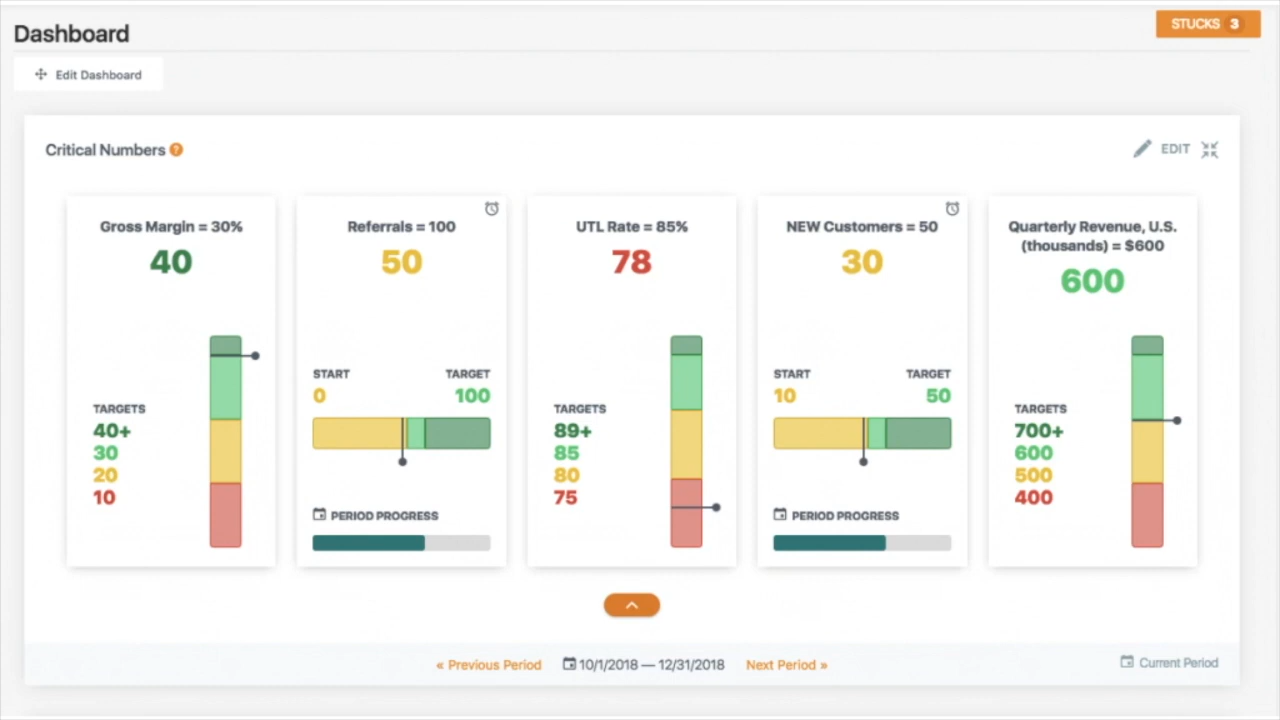 Dashboard
STUCKS 3
Edit Dashboard
Critical Numbers ?
EDIT
Gross Margin = 30%
40
TARGETS
40+
30
20
10
Referrals = 100
50
START
TARGET
0
100
PERIOD PROGRESS
UTL Rate = 85%
78
TARGETS
89+
85
80
75
NEW Customers = 50
30
START
TARGET
10
50
PERIOD PROGRESS
Quarterly Revenue, U.S.
(thousands) = $600
600
TARGETS
700+
600
500
400
« Previous Period
10/1/2018 — 12/31/2018
Next Period »
Current Period